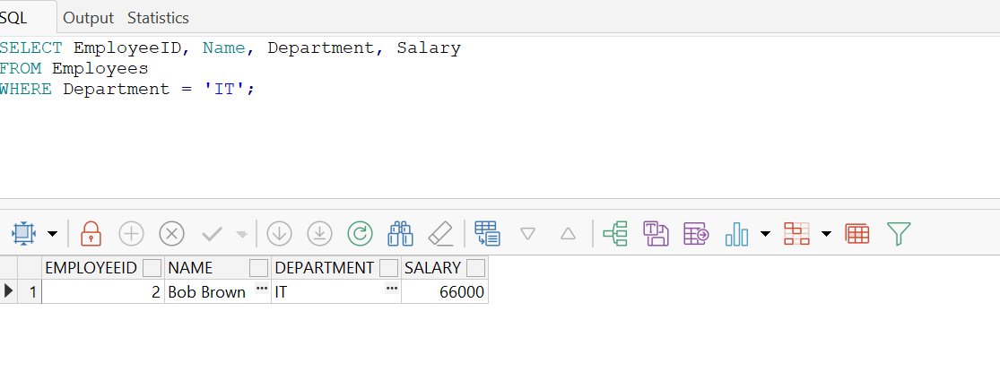 SQL Output Statistics
SELECT EmployeeID, Name, Department, Salary
FROM Employees
WHERE Department = 'IT';
EMPLOYEEID NAME DEPARTMENT SALARY
1 2 Bob Brown ··· IT ··· 66000